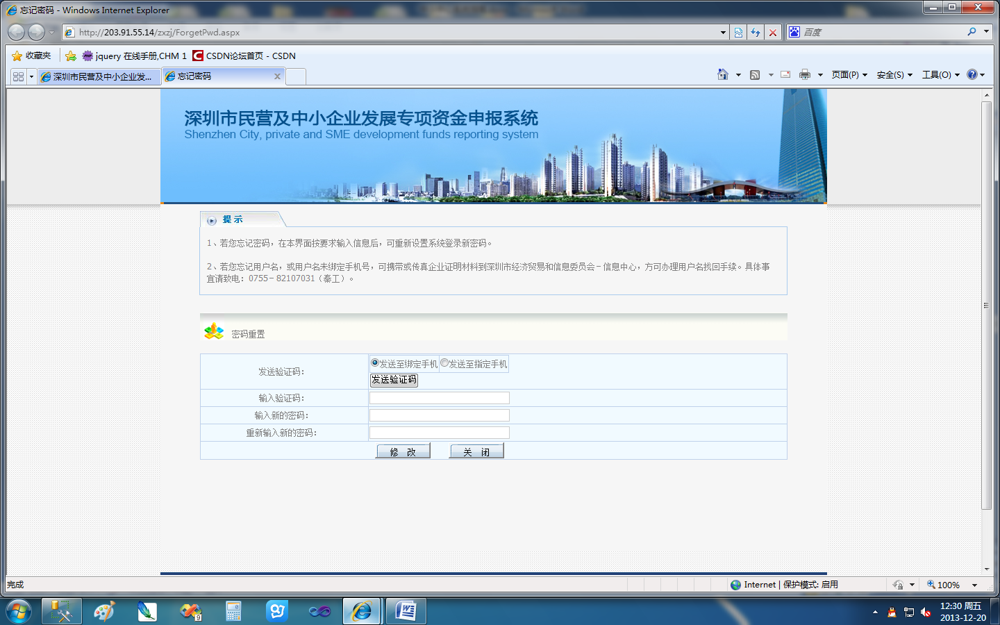 忘记密码 - Windows Internet Explorer
http://203.91.55.14/zxzj/ForgetPwd.aspx
百度
收藏夹
jquery 在线手册,CHM 1
CSDN论坛首页 - CSDN
深圳市民营及中小企业发...
忘记密码
页面(P)
安全(S)
工具(O)
深圳市民营及中小企业发展专项资金申报系统
Shenzhen City, private and SME development funds reporting system
提示
1、若您忘记密码，在本界面按要求输入信息后，可重新设置系统登录新密码。
2、若您忘记用户名，或用户名未绑定手机号，可携带或传真企业证明材料到深圳市经济贸易和信息委员会－信息中心，方可办理用户名找回手续。具体事
宜请致电：0755－82107031（秦工）。
密码重置
发送验证码：
发送至绑定手机
发送至指定手机
发送验证码
输入验证码：
输入新的密码：
重新输入新的密码：
修 改
关 闭
完成
Internet | 保护模式: 启用
100%
12:30 周五
2013-12-20